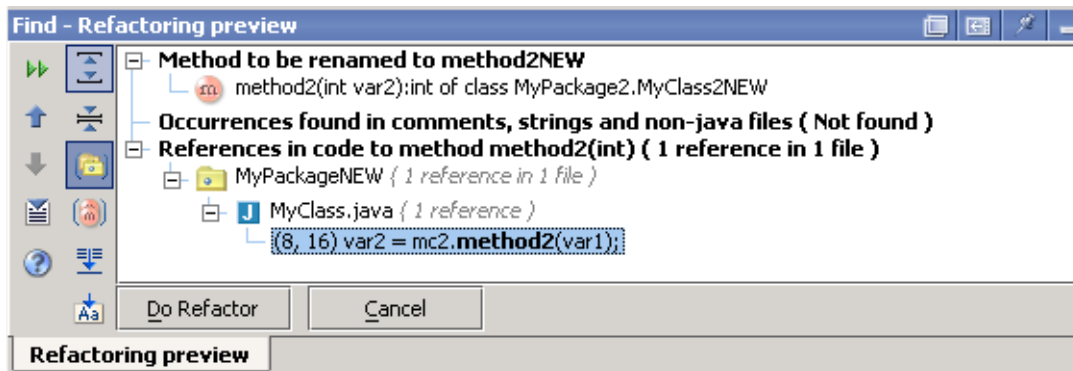 Find - Refactoring preview
Method to be renamed to method2NEW
m method2(int var2):int of class MyPackage2.MyClass2NEW
Occurrences found in comments, strings and non-java files ( Not found )
References in code to method method2(int) ( 1 reference in 1 file )
MyPackageNEW ( 1 reference in 1 file )
J MyClass.java ( 1 reference )
(8, 16) var2 = mc2.method2(var1);
Do Refactor Cancel
Refactoring preview